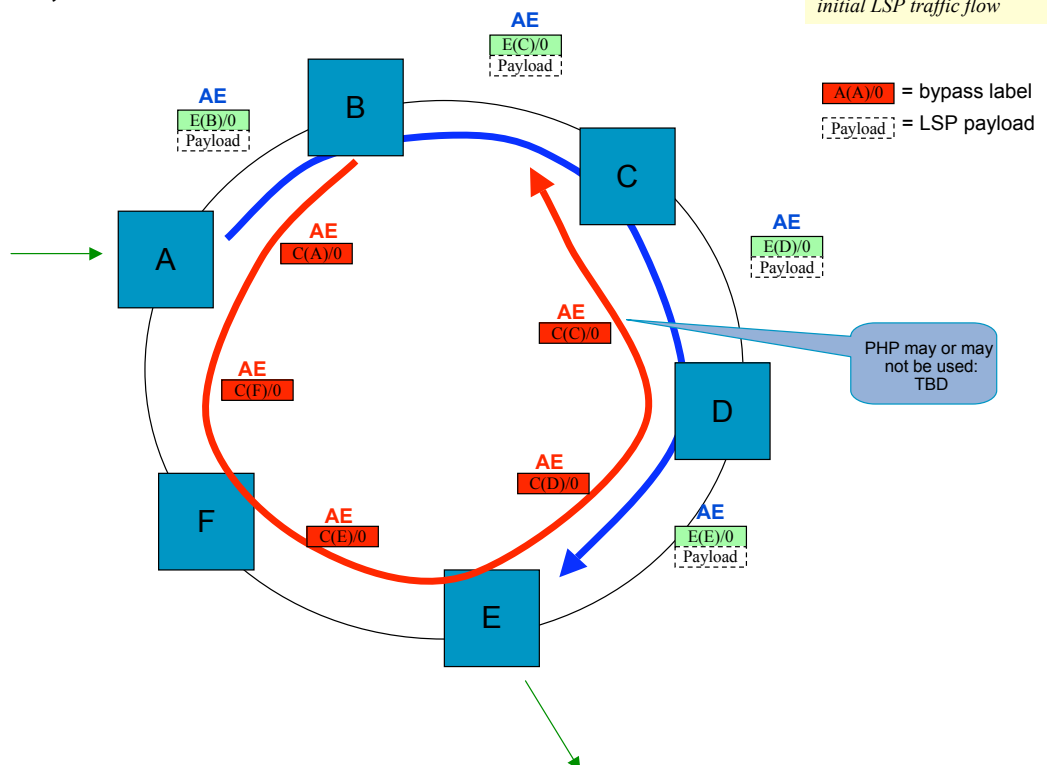 initial LSP traffic flow
AE
E(C)/0
Payload
A(A)/0 = bypass label
Payload = LSP payload
AE
E(B)/0
Payload
B
C
AE
E(D)/0
Payload
A
AE
C(A)/0
AE
C(C)/0
PHP may or may
not be used:
TBD
AE
C(F)/0
D
AE
C(D)/0
F
AE
C(E)/0
AE
E(E)/0
Payload
E